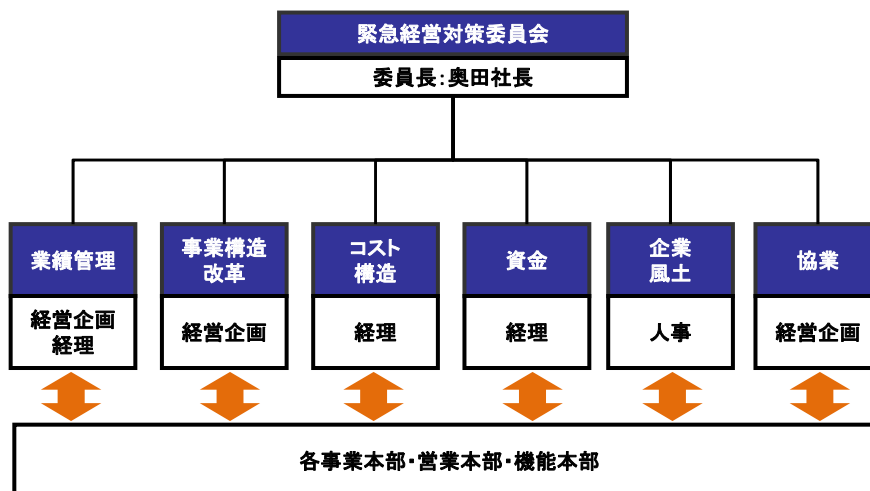 緊急経営対策委員会
委員長:奥田社長
業績管理
経営企画
経理
事業構造
改革
経営企画
コスト
構造
経理
資金
経理
企業
風土
人事
協業
経営企画
各事業本部・営業本部・機能本部